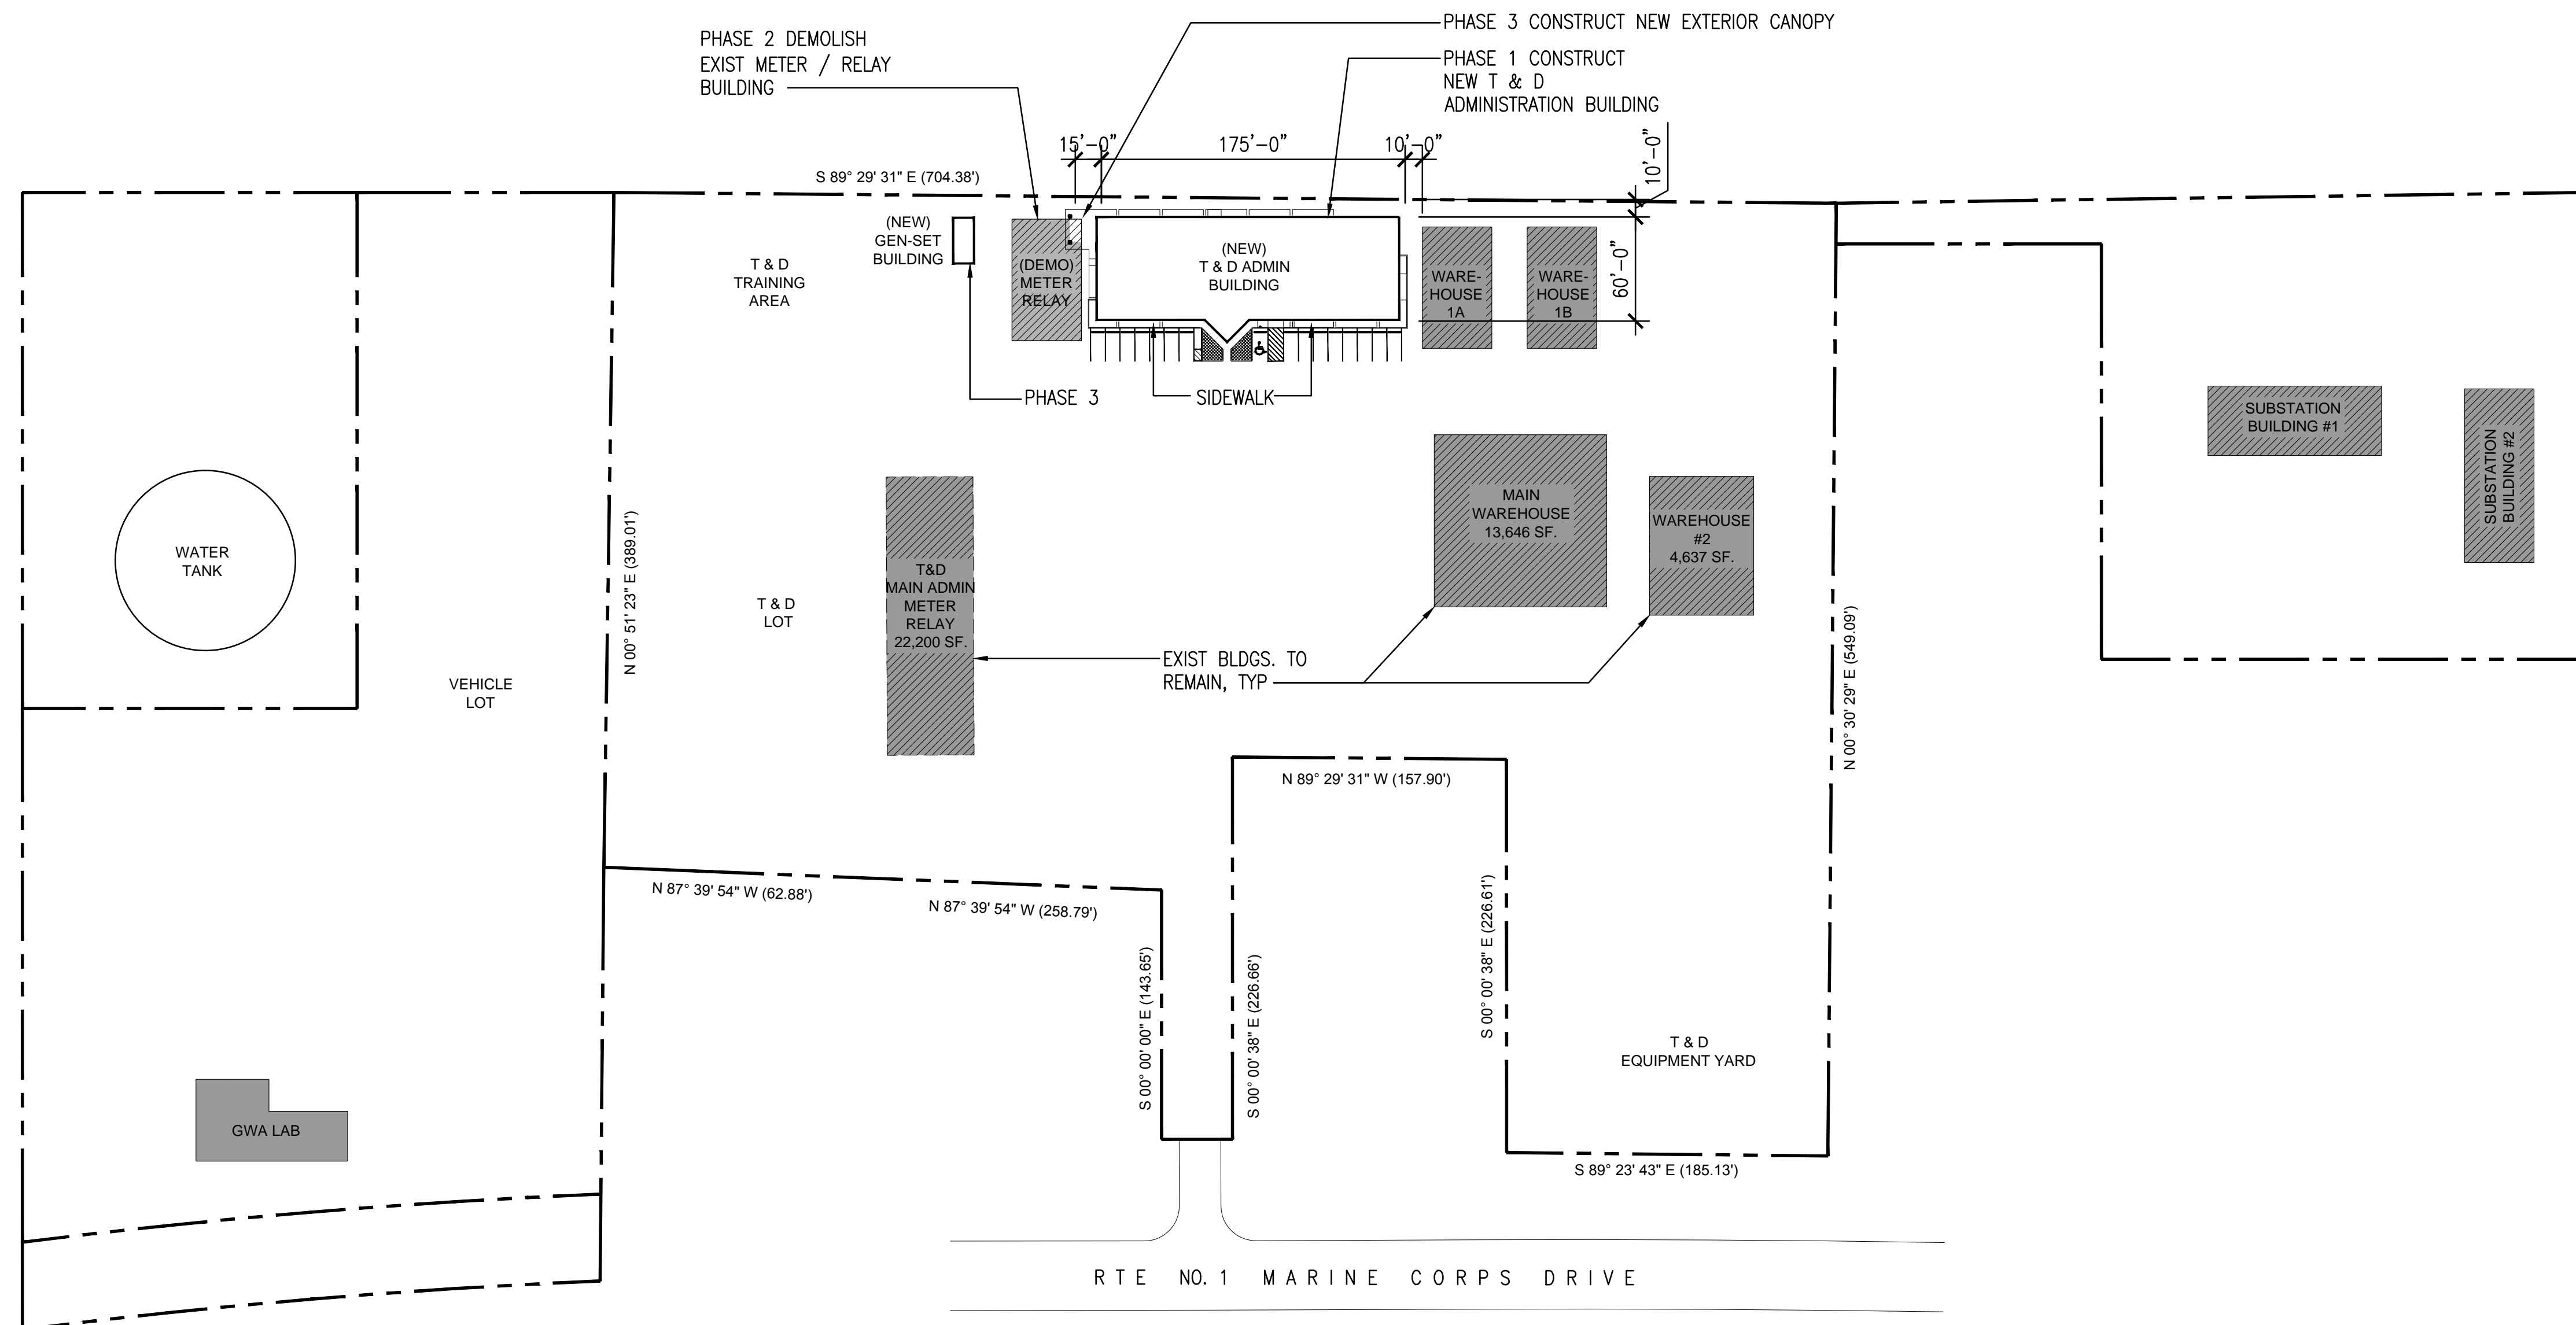 PHASE 3 CONSTRUCT NEW EXTERIOR CANOPY
PHASE 2 DEMOLISH
EXIST METER / RELAY
BUILDING
PHASE 1 CONSTRUCT
NEW T & D
ADMINISTRATION BUILDING
15'-0"
175'-0"
10'-0"
10'-0"
S 89° 29' 31" E (704.38')
(NEW)
GEN-SET
BUILDING
(DEMO)
METER
RELAY
(NEW)
T & D ADMIN
BUILDING
WARE-
HOUSE
1A
WARE-
HOUSE
1B
60'-0"
T & D
TRAINING
AREA
PHASE 3
SIDEWALK
SUBSTATION
BUILDING #1
SUBSTATION
BUILDING #2
WATER
TANK
N 00° 51' 23" E (389.01')
T & D
LOT
T&D
MAIN ADMIN
METER
RELAY
22,200 SF.
MAIN
WAREHOUSE
13,646 SF.
WAREHOUSE
#2
4,637 SF.
EXIST BLDGS. TO
REMAIN, TYP
N 00° 30' 29" E (549.09')
VEHICLE
LOT
N 89° 29' 31" W (157.90')
N 87° 39' 54" W (62.88')
N 87° 39' 54" W (258.79')
S 00° 00' 00" E (143.65')
S 00° 00' 38" E (226.66')
S 00° 00' 38" E (226.61')
T & D
EQUIPMENT YARD
GWA LAB
S 89° 23' 43" E (185.13')
RTE NO. 1 MARINE CORPS DRIVE